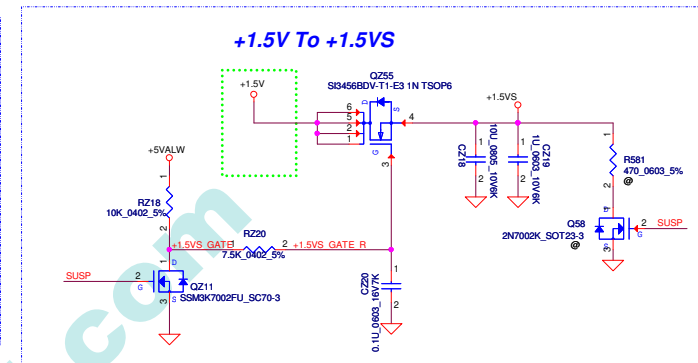 +1.5V To +1.5VS
+1.5V
QZ55
SI3456BDV-T1-E3 1N TSOP6
D
S
G
6
5
2
1
4
3
+1.5VS
1
2
10U_0805_10V6K
CZ18
1
2
1U_0603_10V6K
CZ19
1
2
R581
470_0603_5%
@
Q58
2N7002K_SOT23-3
@
D
G
S
1
2
3
SUSP
+5VALW
1
2
RZ18
10K_0402_5%
+1.5VS_GATE
1
RZ20
2
7.5K_0402_5%
+1.5VS_GATE_R
SUSP
2
G
D
S
1
3
QZ11
SSM3K7002FU_SC70-3
1
2
CZ20
0.1U_0603_16V7K
com